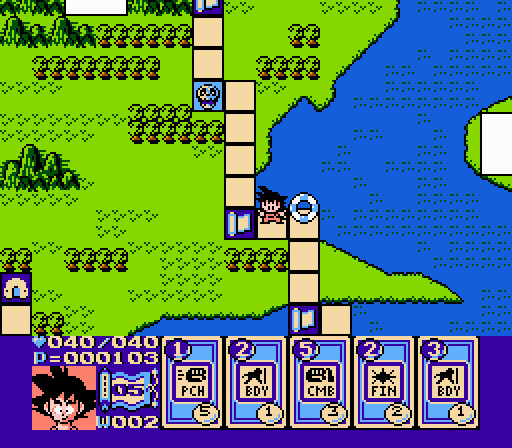 ♥040/040
P=000103
05
W002
1 2 5 2 3
PCH BDY CMB FIN BDY
5 1 3 2 1